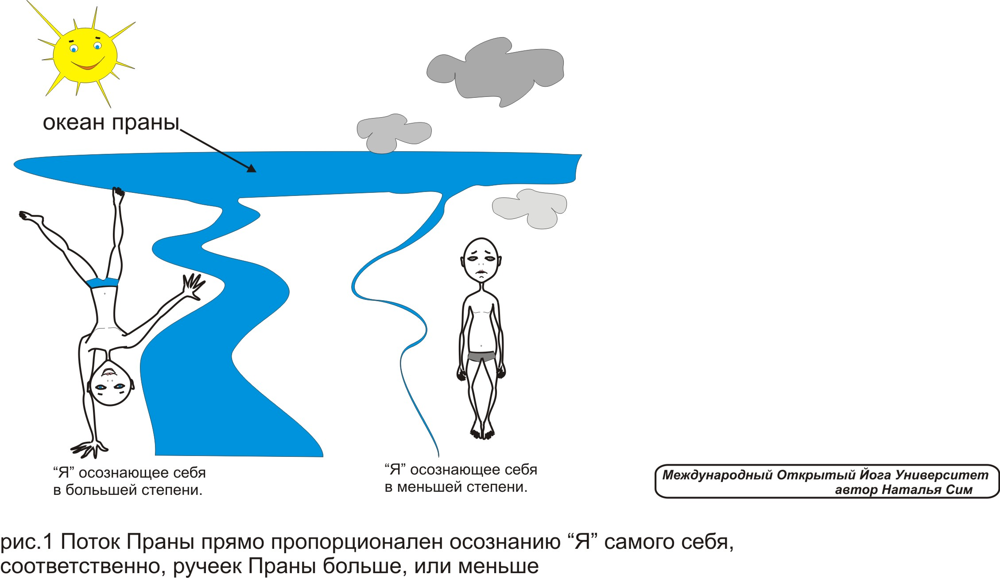 океан праны
“Я” осознающее себя
в болььшей степени.
“Я” осознающее себя
в меньшей степени.
Международный Открытый Йога Университет
автор Наталья Сим
рис.1 Поток Праны прямо пропорционален осознанию “Я” самого себя,
соответственно, ручеек Праны больше, или меньше